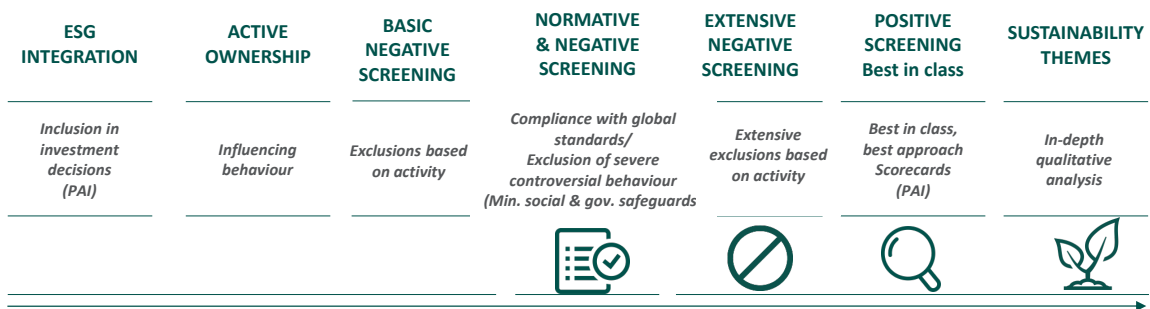 ESG
INTEGRATION
ACTIVE
OWNERSHIP
BASIC
NEGATIVE
SCREENING
NORMATIVE
& NEGATIVE
SCREENING
EXTENSIVE
NEGATIVE
SCREENING
POSITIVE
SCREENING
Best in class
SUSTAINABILITY
THEMES
Inclusion in
investment
decisions
(PAI)
Influencing
behaviour
Exclusions based
on activity
Compliance with global
standards/
Exclusion of severe
controversial behaviour
(Min. social & gov. safeguards
Extensive
exclusions based
on activity
Best in class,
best approach
Scorecards
(PAI)
In-depth
qualitative
analysis